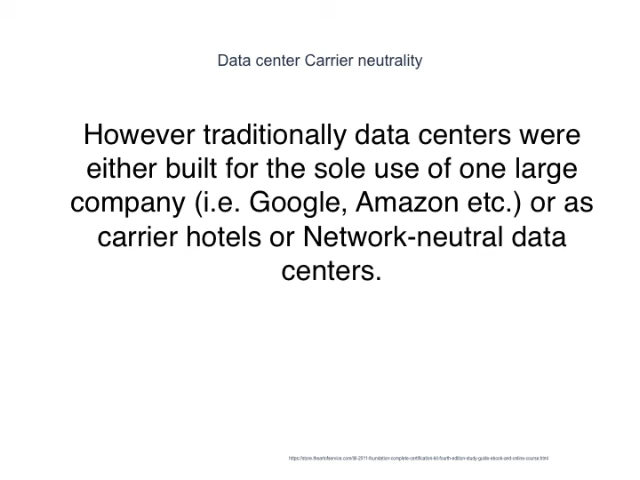 Data center Carrier neutrality
However traditionally data centers were
either built for the sole use of one large
company (i.e. Google, Amazon etc.) or as
carrier hotels or Network-neutral data
centers.